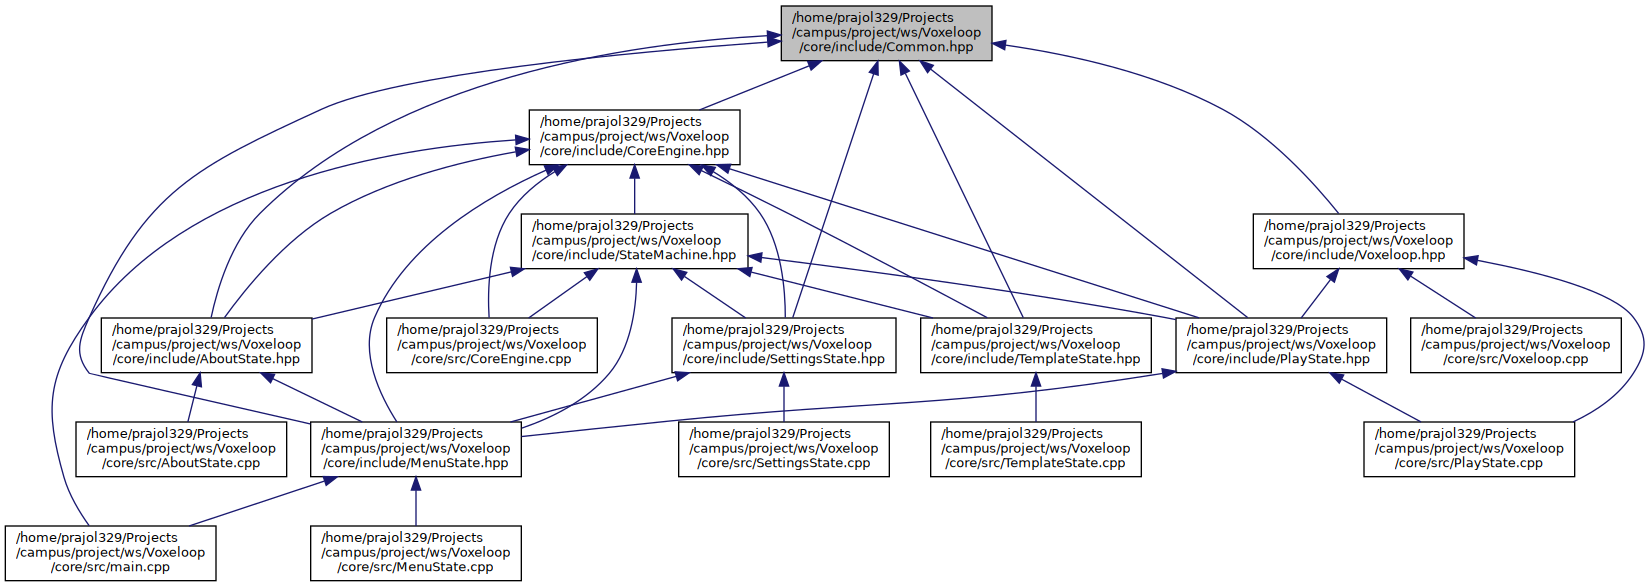 /home/prajol329/Projects
/campus/project/ws/Voxeloop
/core/include/Common.hpp
/home/prajol329/Projects
/campus/project/ws/Voxeloop
/core/include/CoreEngine.hpp
/home/prajol329/Projects
/campus/project/ws/Voxeloop
/core/include/StateMachine.hpp
/home/prajol329/Projects
/campus/project/ws/Voxeloop
/core/include/Voxeloop.hpp
/home/prajol329/Projects
/campus/project/ws/Voxeloop
/core/include/AboutState.hpp
/home/prajol329/Projects
/campus/project/ws/Voxeloop
/core/src/CoreEngine.cpp
/home/prajol329/Projects
/campus/project/ws/Voxeloop
/core/include/SettingsState.hpp
/home/prajol329/Projects
/campus/project/ws/Voxeloop
/core/include/TemplateState.hpp
/home/prajol329/Projects
/campus/project/ws/Voxeloop
/core/include/PlayState.hpp
/home/prajol329/Projects
/campus/project/ws/Voxeloop
/core/src/Voxeloop.cpp
/home/prajol329/Projects
/campus/project/ws/Voxeloop
/core/src/AboutState.cpp
/home/prajol329/Projects
/campus/project/ws/Voxeloop
/core/include/MenuState.hpp
/home/prajol329/Projects
/campus/project/ws/Voxeloop
/core/src/SettingsState.cpp
/home/prajol329/Projects
/campus/project/ws/Voxeloop
/core/src/TemplateState.cpp
/home/prajol329/Projects
/campus/project/ws/Voxeloop
/core/src/PlayState.cpp
/home/prajol329/Projects
/campus/project/ws/Voxeloop
/core/src/main.cpp
/home/prajol329/Projects
/campus/project/ws/Voxeloop
/core/src/MenuState.cpp